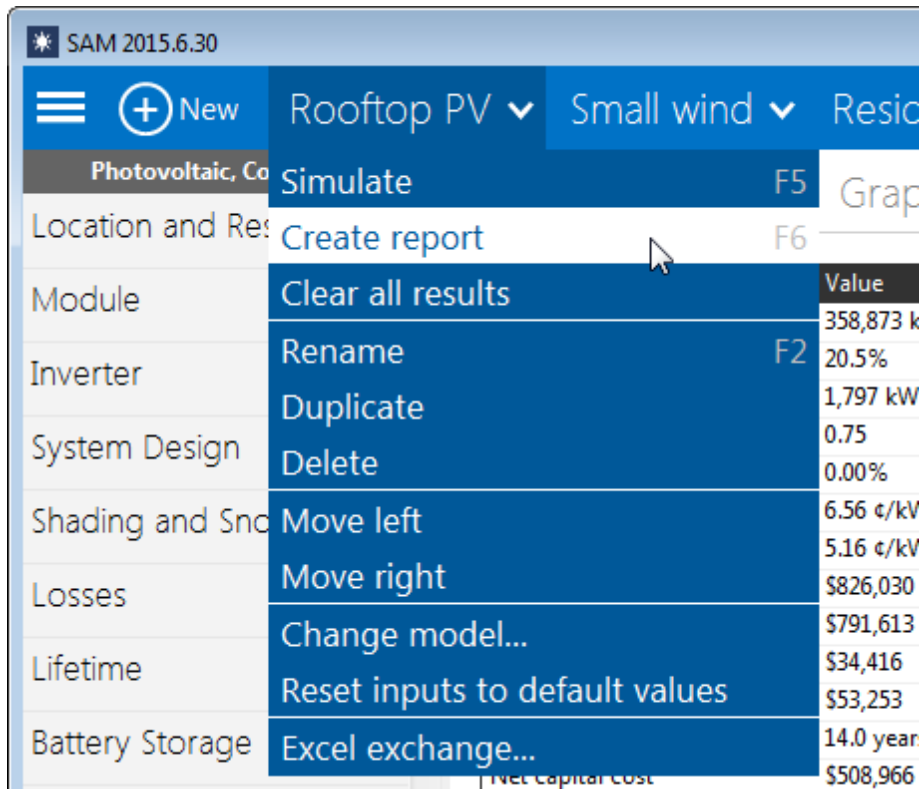 SAM 2015.6.30
New
Rooftop PV
Small wind
Resid
Photovoltaic, Co
Location and Res
Module
Inverter
System Design
Shading and Sno
Losses
Lifetime
Battery Storage
Simulate F5
Create report F6
Clear all results
Rename F2
Duplicate
Delete
Move left
Move right
Change model...
Reset inputs to default values
Excel exchange...
Grap
Value
358,873 k
20.5%
1,797 kW
0.75
0.00%
6.56 ¢/kW
5.16 ¢/kW
$826,030
$791,613
$34,416
$53,253
14.0 years
Net capital cost
$508,966